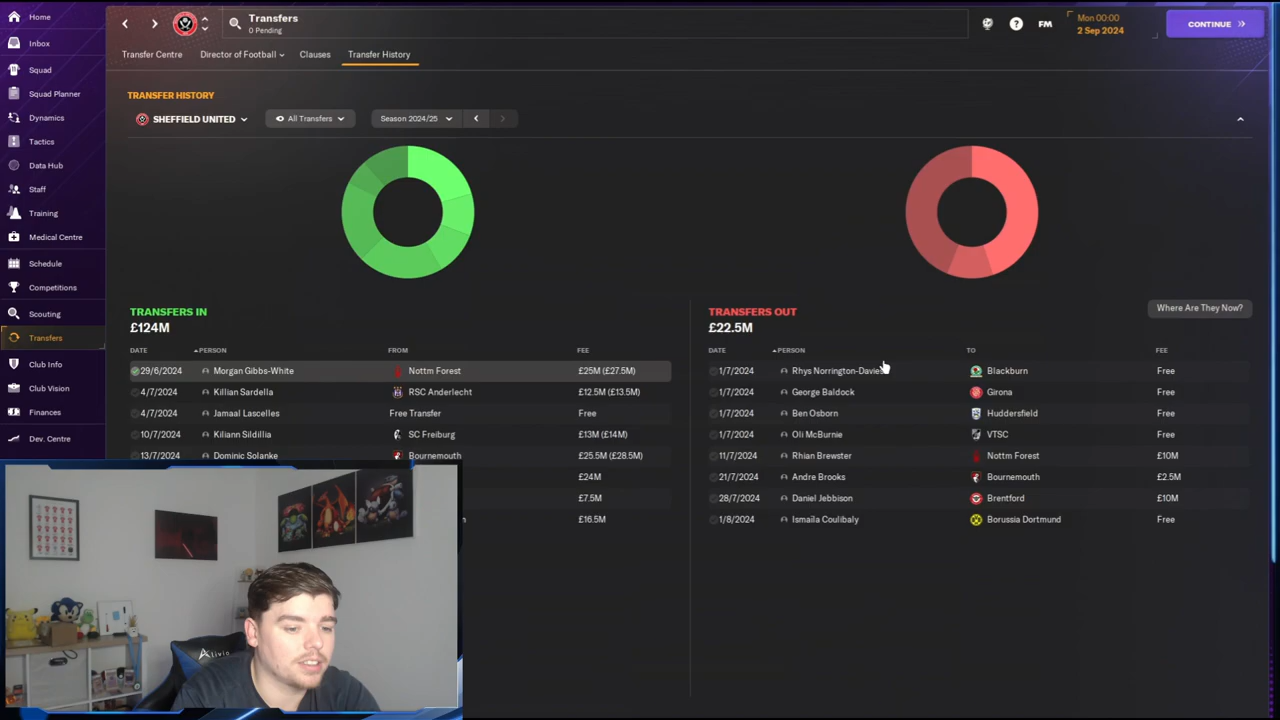 Home
Transfers
0 Pending
FM
Mon 00:00
2 Sep 2024
CONTINUE
Inbox
Transfer Centre
Director of Football
Clauses
Transfer History
Squad
Squad Planner
TRANSFER HISTORY
Dynamics
SHEFFIELD UNITED
All Transfers
Season 2024/25
Tactics
Data Hub
Staff
Training
Medical Centre
Schedule
Competitions
Scouting
Transfers
Club Info
Club Vision
Finances
Dev. Centre
TRANSFERS IN
£124M
DATE PERSON FROM FEE
29/6/2024 Morgan Gibbs-White Nottm Forest £25M (£27.5M)
4/7/2024 Killian Sardella RSC Anderlecht £12.5M (£13.5M)
4/7/2024 Jamaal Lascelles Free Transfer Free
10/7/2024 Kiliann Sildillia SC Freiburg £13M (£14M)
13/7/2024 Dominic Solanke Bournemouth £25.5M (£28.5M)
£24M
£7.5M
£16.5M
TRANSFERS OUT
£22.5M
Where Are They Now?
DATE PERSON TO FEE
1/7/2024 Rhys Norrington-Davies Blackburn Free
1/7/2024 George Baldock Girona Free
1/7/2024 Ben Osborn Huddersfield Free
1/7/2024 Oli McBurnie VTSC Free
11/7/2024 Rhian Brewster Nottm Forest £10M
21/7/2024 Andre Brooks Bournemouth £2.5M
28/7/2024 Daniel Jebbison Brentford £10M
1/8/2024 Ismaila Coulibaly Borussia Dortmund Free